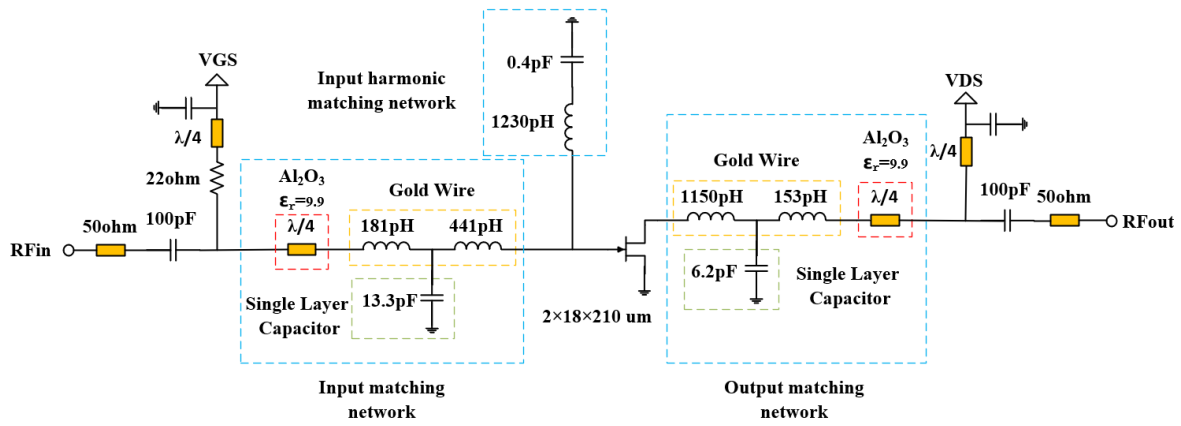 VGS
λ/4
22ohm
50ohm
100pF
RFin
Al₂O₃
εᵣ=9.9
λ/4
Gold Wire
181pH
441pH
13.3pF
Single Layer
Capacitor
Input matching
network
Input harmonic
matching network
0.4pF
1230pH
2×18×210 um
Gold Wire
1150pH
153pH
6.2pF
Single Layer
Capacitor
Al₂O₃
εᵣ=9.9
λ/4
Output matching
network
VDS
λ/4
100pF
50ohm
RFout